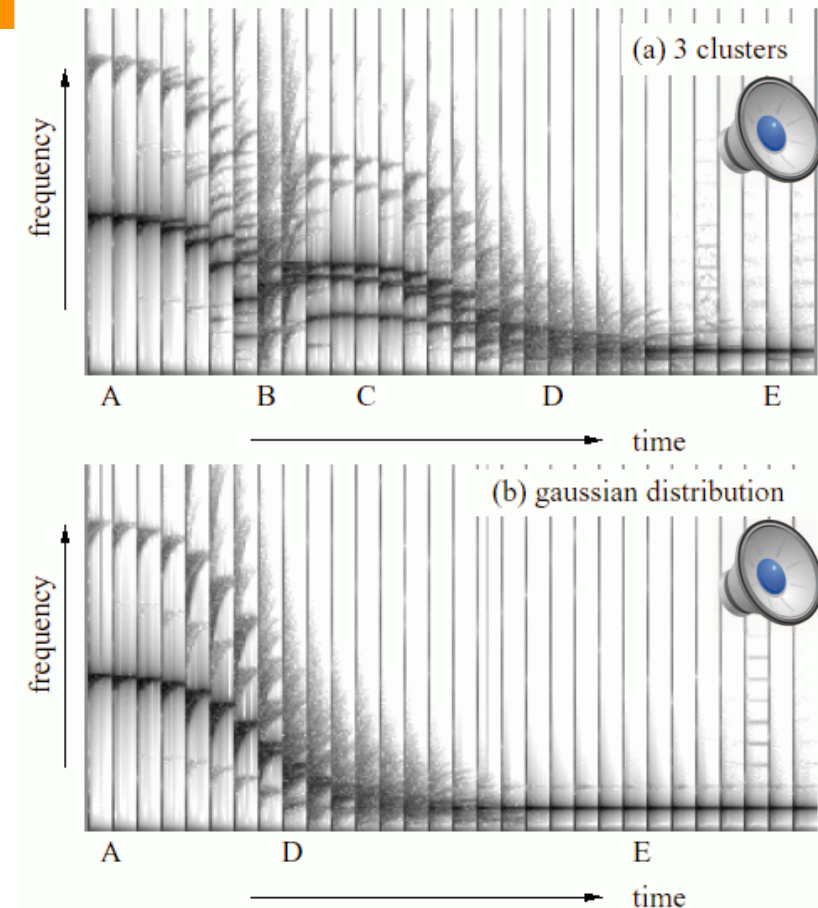 (a) 3 clusters
frequency
A B C D E
time
(b) gaussian distribution
frequency
A D E
time